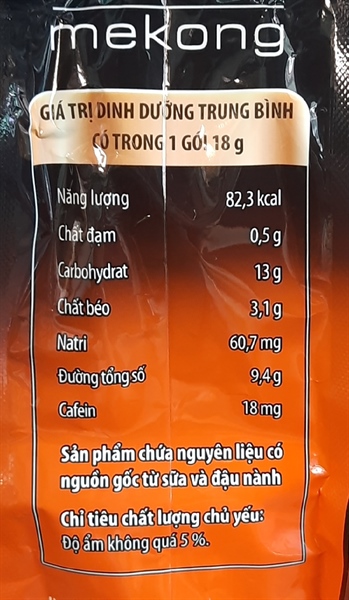 mekong
GIÁ TRỊ DINH DƯỠNG TRUNG BÌNH
CÓ TRONG 1 GÓI 18 g
Năng lượng 82,3 kcal
Chất đạm 0,5 g
Carbohydrat 13 g
Chất béo 3,1 g
Natri 60,7 mg
Đường tổng số 9,4 g
Cafein 18 mg
Sản phẩm chứa nguyên liệu có
nguồn gốc từ sữa và đậu nành
Chỉ tiêu chất lượng chủ yếu:
Độ ẩm không quá 5 %.